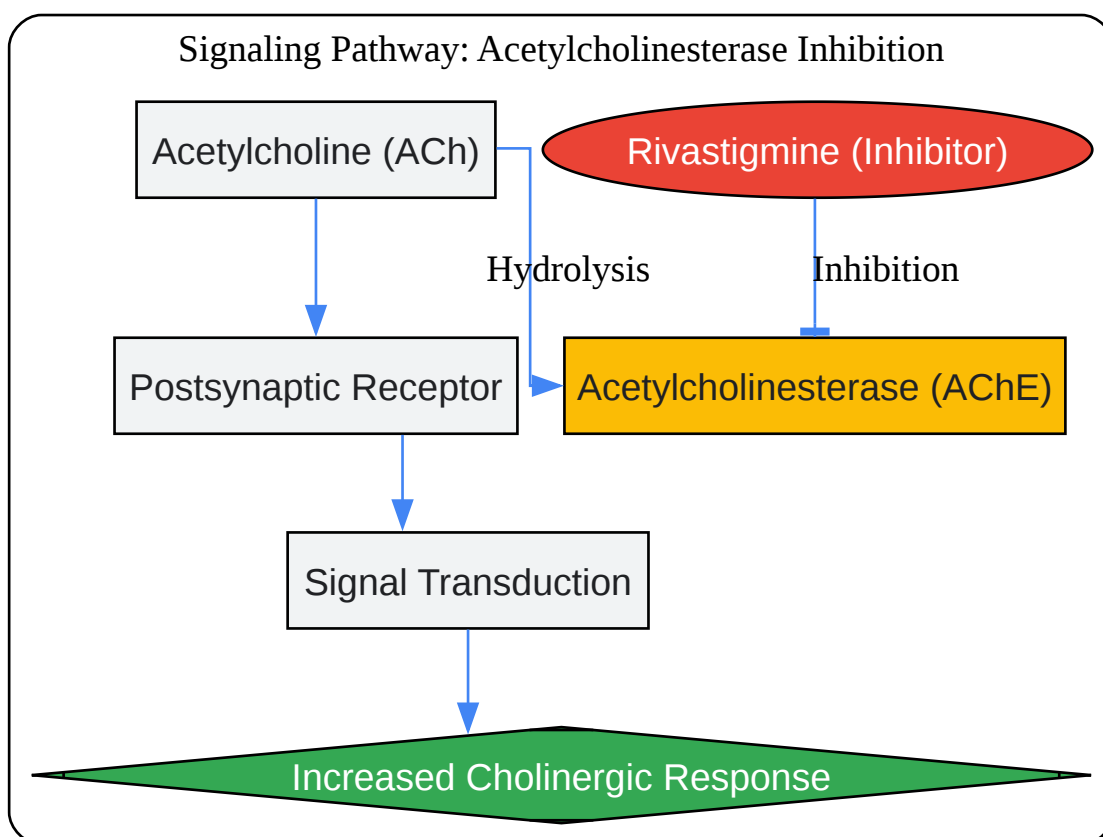 Signaling Pathway: Acetylcholinesterase Inhibition
Acetylcholine (ACh)
Rivastigmine (Inhibitor)
Hydrolysis
Inhibition
Postsynaptic Receptor
Acetylcholinesterase (AChE)
Signal Transduction
Increased Cholinergic Response